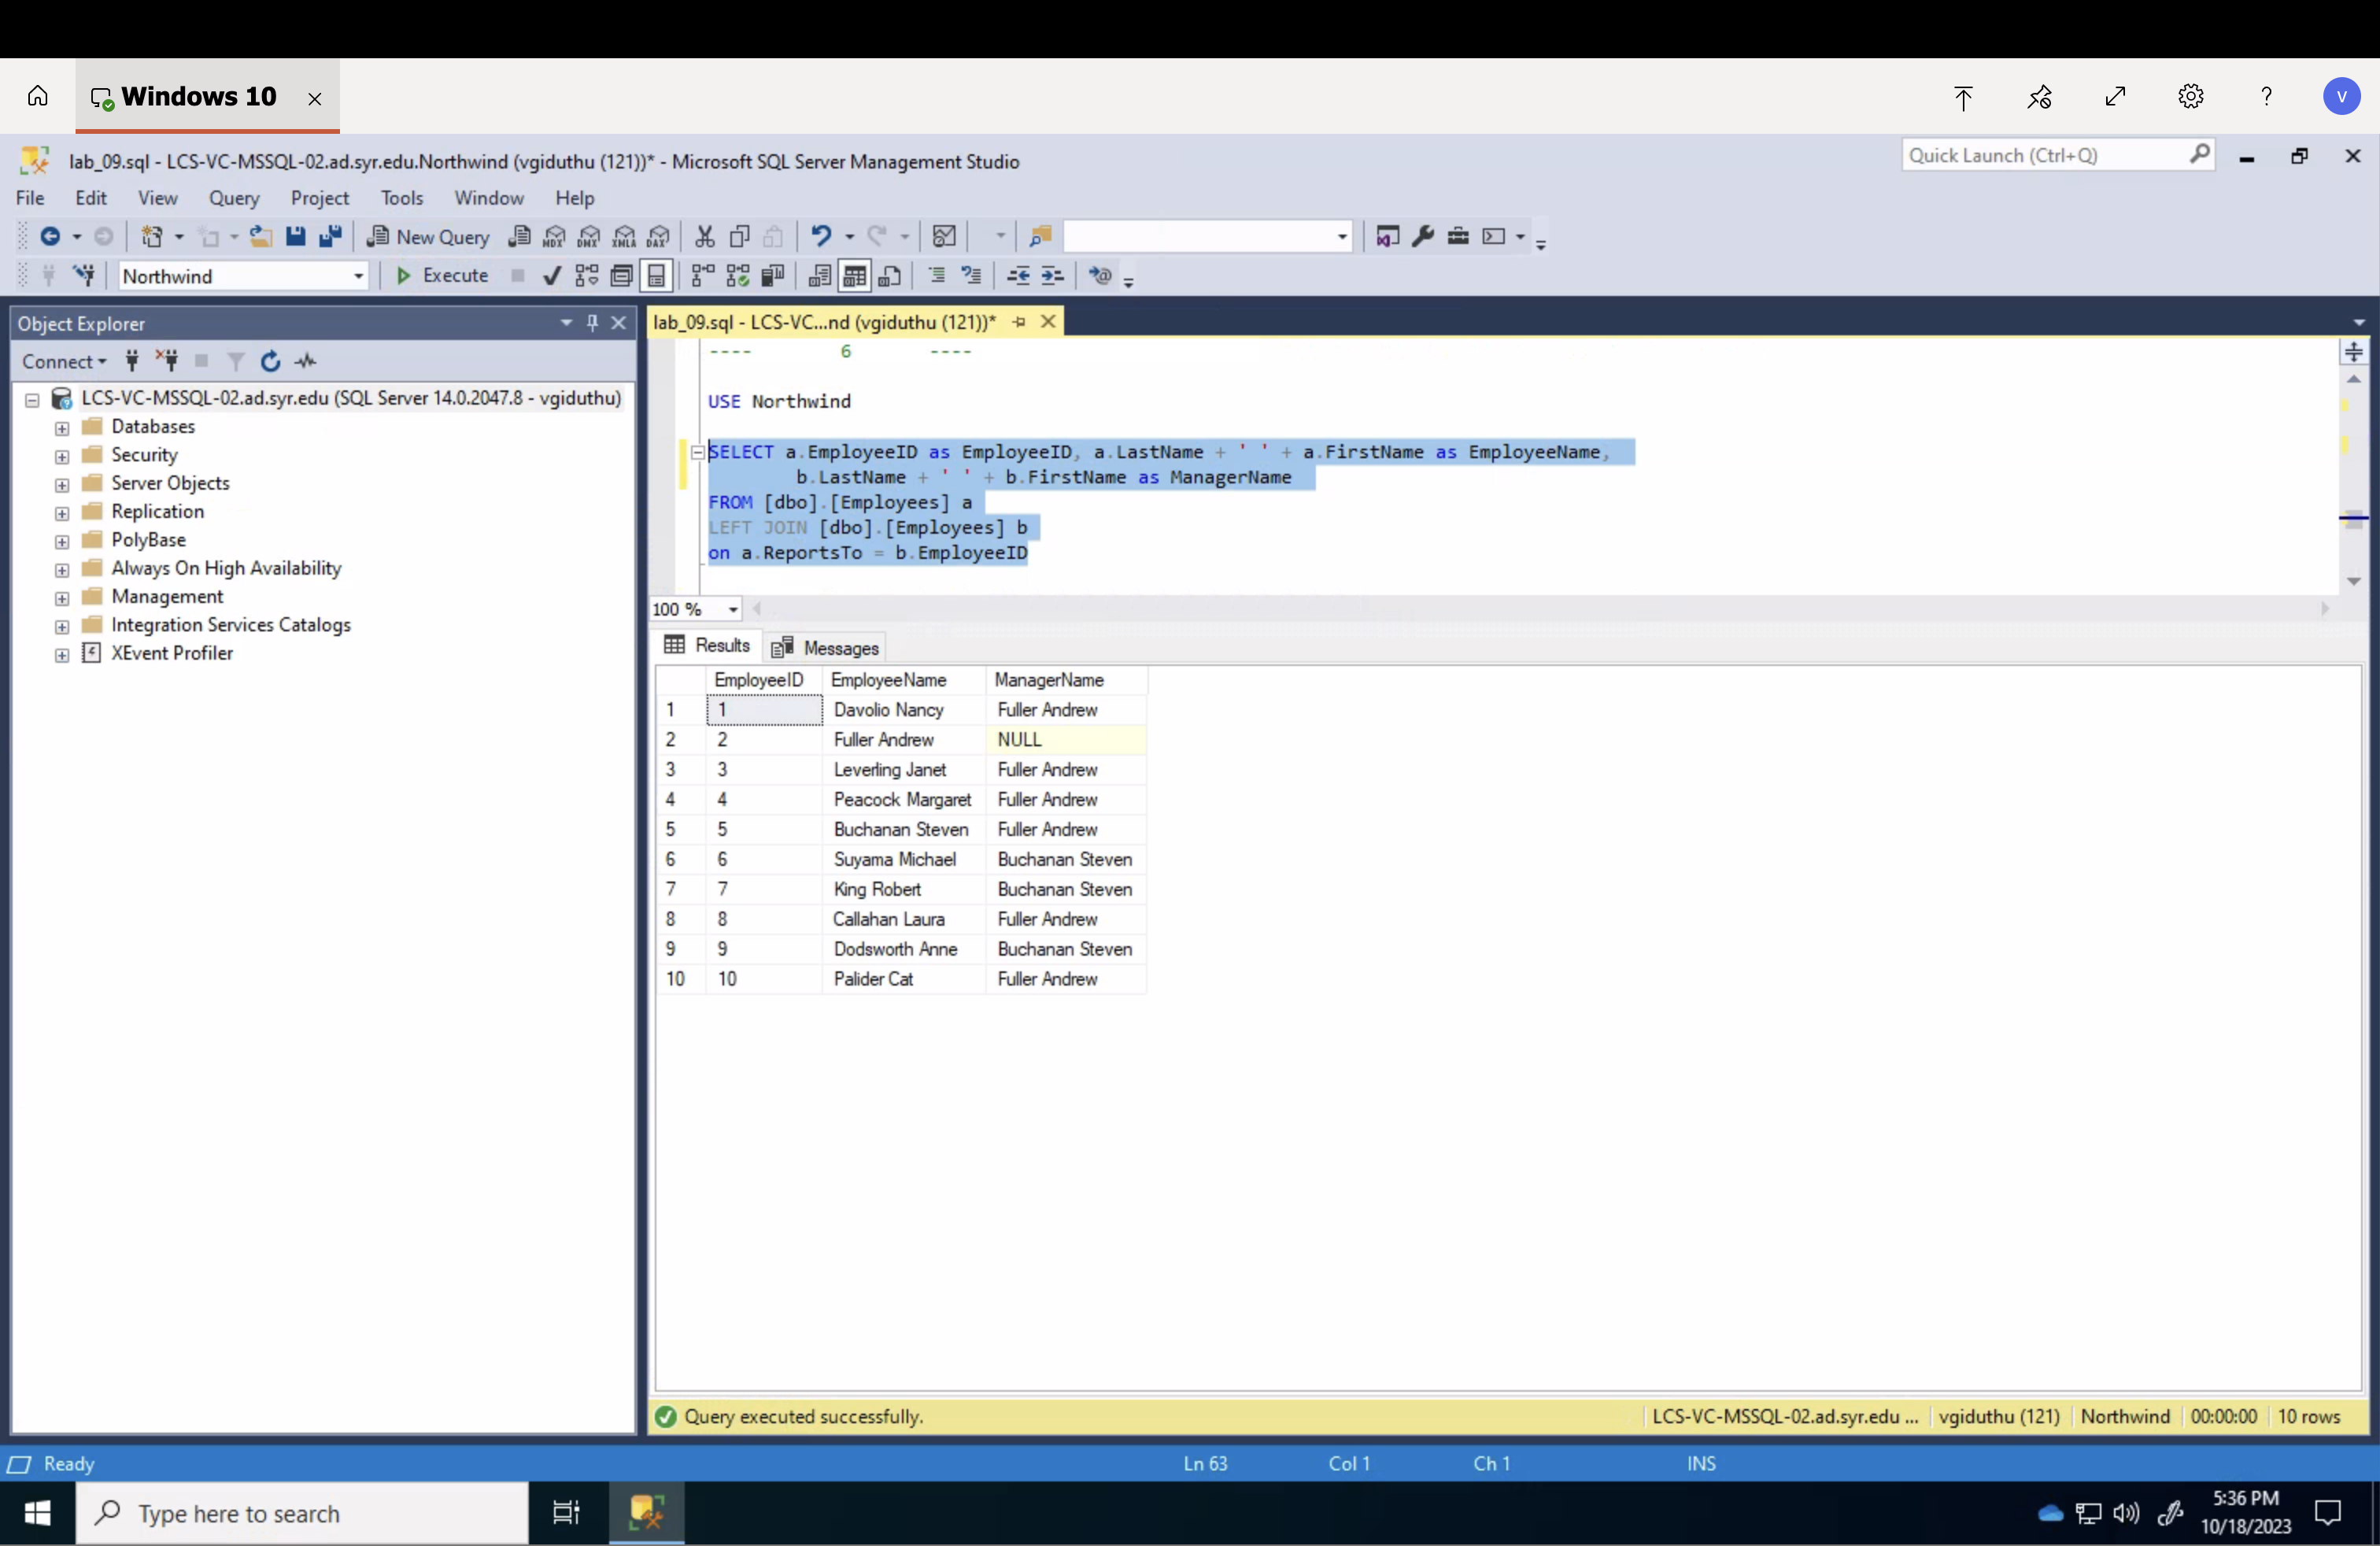 Windows 10
V
lab_09.sql - LCS-VC-MSSQL-02.ad.syr.edu.Northwind (vgiduthu (121))* - Microsoft SQL Server Management Studio
Quick Launch (Ctrl+Q)
File Edit View Query Project Tools Window Help
New Query MDX DMX XMLA DAX
Northwind Execute
Object Explorer
lab_09.sql - LCS-VC...nd (vgiduthu (121))*
Connect
LCS-VC-MSSQL-02.ad.syr.edu (SQL Server 14.0.2047.8 - vgiduthu)
Databases
Security
Server Objects
Replication
PolyBase
Always On High Availability
Management
Integration Services Catalogs
XEvent Profiler
---- 6 ----
USE Northwind
SELECT a.EmployeeID as EmployeeID, a.LastName + ' ' + a.FirstName as EmployeeName,
b.LastName + ' ' + b.FirstName as ManagerName
FROM [dbo].[Employees] a
LEFT JOIN [dbo].[Employees] b
on a.ReportsTo = b.EmployeeID
100 %
Results Messages
EmployeeID EmployeeName ManagerName
1 1 Davolio Nancy Fuller Andrew
2 2 Fuller Andrew NULL
3 3 Leverling Janet Fuller Andrew
4 4 Peacock Margaret Fuller Andrew
5 5 Buchanan Steven Fuller Andrew
6 6 Suyama Michael Buchanan Steven
7 7 King Robert Buchanan Steven
8 8 Callahan Laura Fuller Andrew
9 9 Dodsworth Anne Buchanan Steven
10 10 Palider Cat Fuller Andrew
Query executed successfully. LCS-VC-MSSQL-02.ad.syr.edu ... vgiduthu (121) Northwind 00:00:00 10 rows
Ready Ln 63 Col 1 Ch 1 INS
Type here to search
5:36 PM
10/18/2023